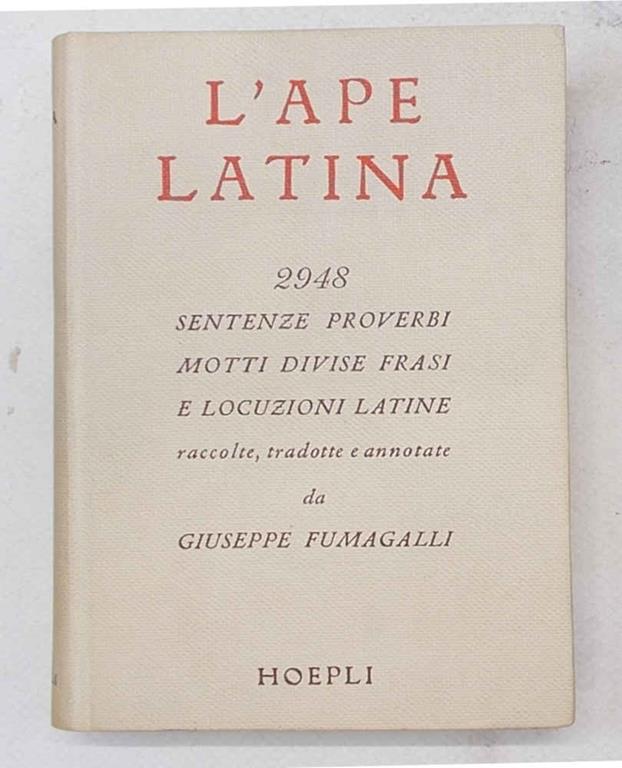 L'APE
LATINA
2948
SENTENZE PROVERBI
MOTTI DIVISE FRASI
E LOCUZIONI LATINE
raccolte, tradotte e annotate
da
GIUSEPPE FUMAGALLI
HOEPLI